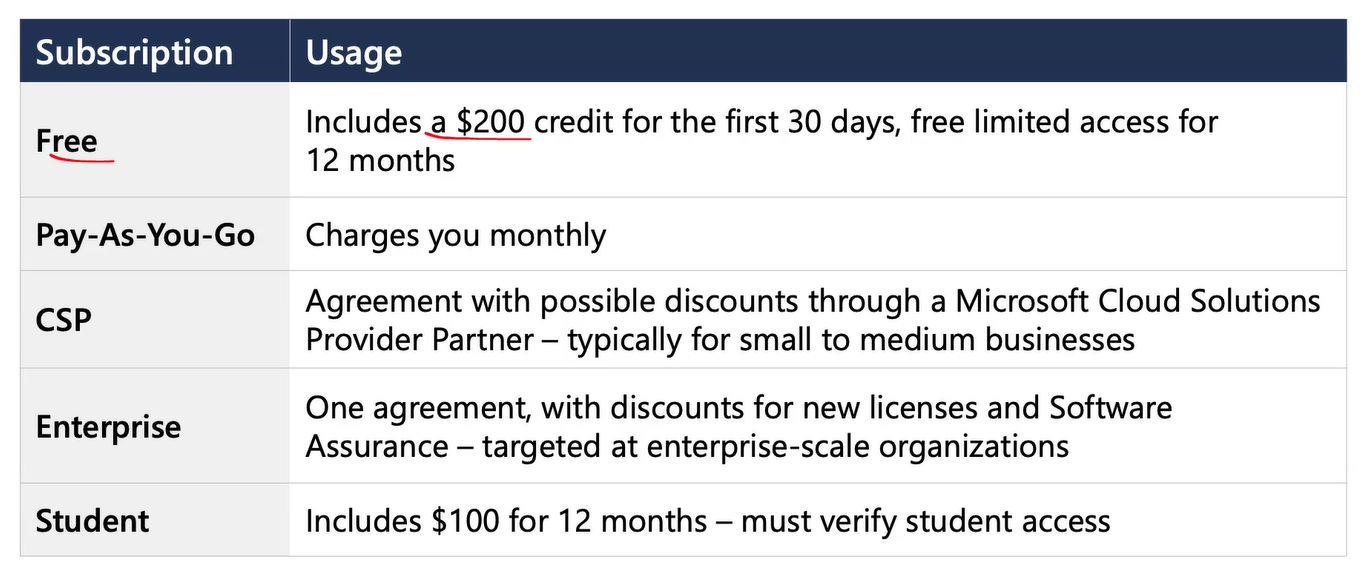 Subscription
Usage
Free
Includes a $200 credit for the first 30 days, free limited access for
12 months
Pay-As-You-Go
Charges you monthly
CSP
Agreement with possible discounts through a Microsoft Cloud Solutions
Provider Partner – typically for small to medium businesses
Enterprise
One agreement, with discounts for new licenses and Software
Assurance – targeted at enterprise-scale organizations
Student
Includes $100 for 12 months – must verify student access